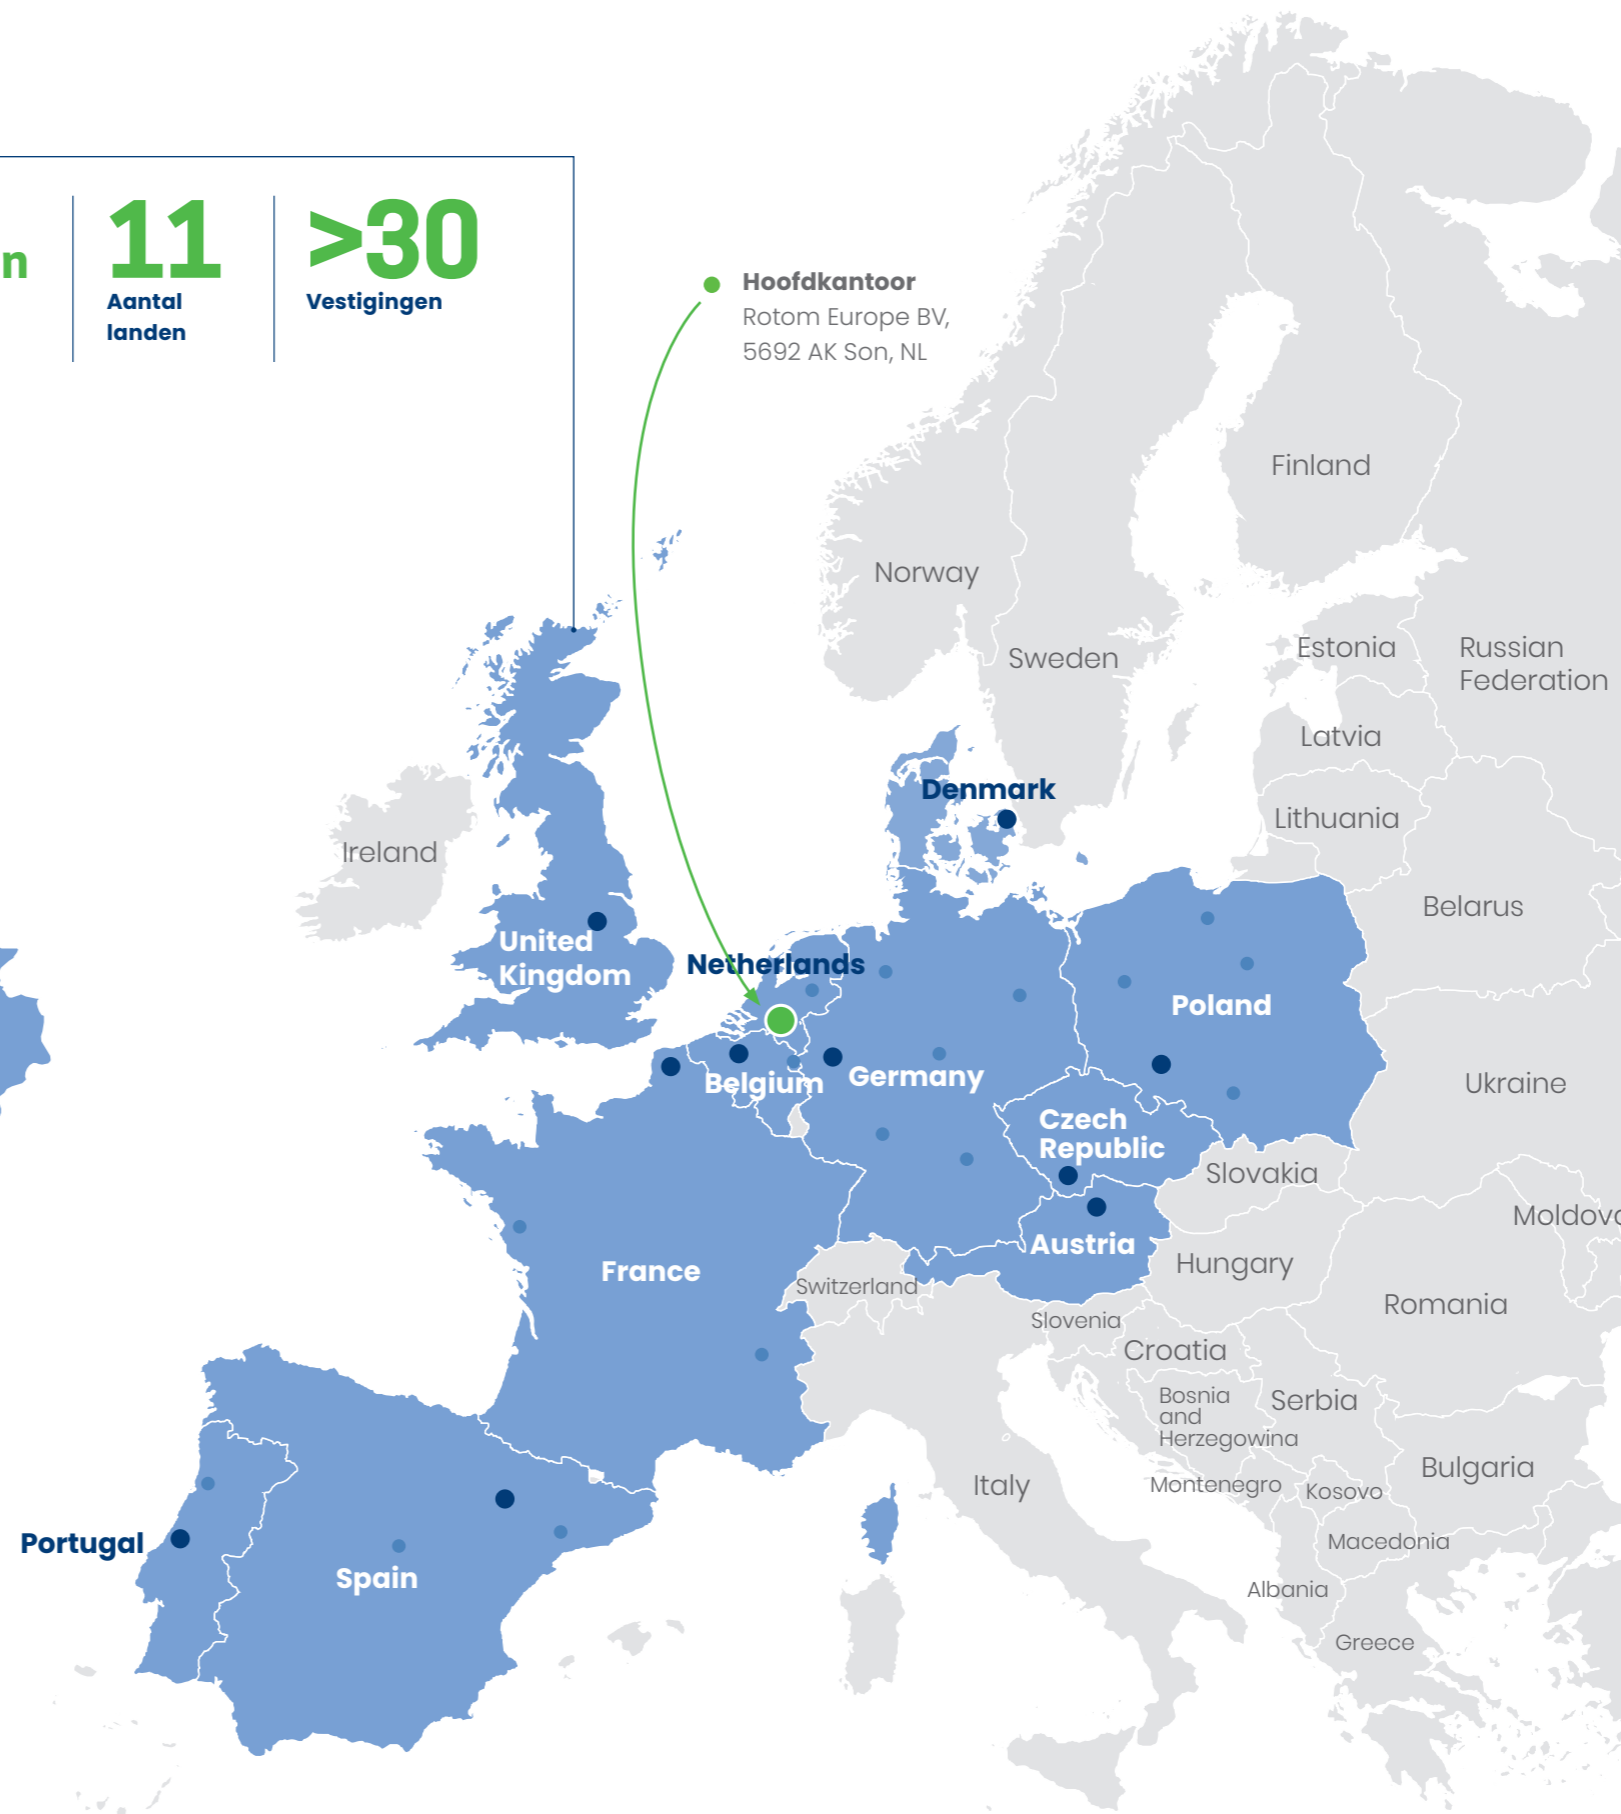 n
11
Aantal
landen
>30
Vestigingen
Hoofdkantoor
Rotom Europe BV,
5692 AK Son, NL
Finland
Norway
Sweden
Estonia
Russian
Federation
Latvia
Denmark
Lithuania
Ireland
Belarus
United
Kingdom
Netherlands
Poland
Belgium
Germany
Ukraine
Czech
Republic
Slovakia
Moldova
Austria
France
Hungary
Switzerland
Romania
Slovenia
Croatia
Bosnia
and
Herzegowina
Serbia
Bulgaria
Italy
Montenegro
Kosovo
Portugal
Macedonia
Spain
Albania
Greece